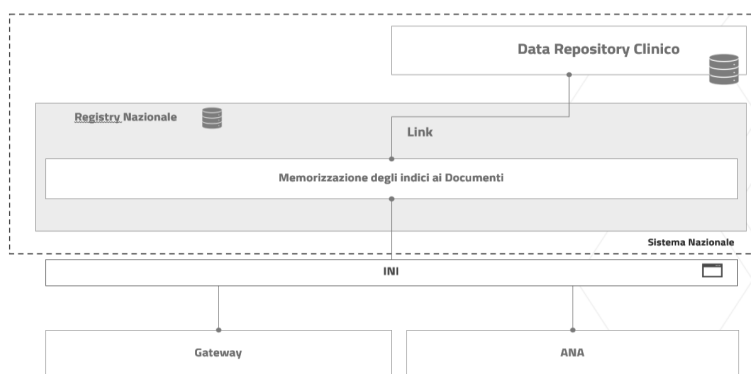 Data Repository Clinico
Registry Nazionale
Link
Memorizzazione degli indici ai Documenti
Sistema Nazionale
INI
Gateway
ANA